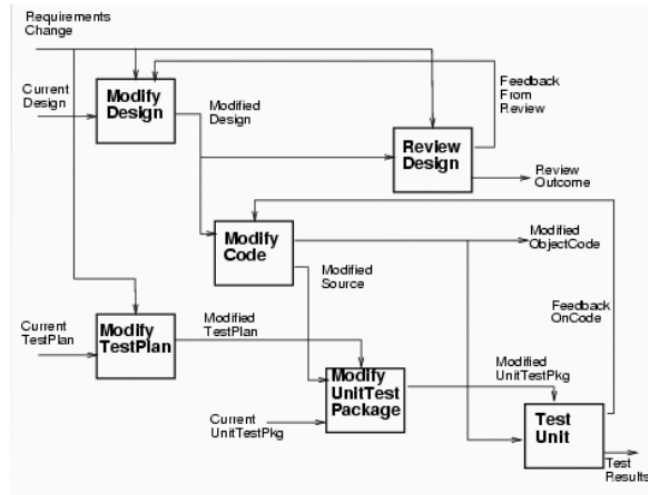 Requirements
Change
Current
Design
Modify
Design
Modified
Design
Feedback
From
Review
Review
Design
Review
Outcome
Modify
Code
Modified
ObjectCode
Modified
Source
Feedback
OnCode
Current
TestPlan
Modify
TestPlan
Modified
TestPlan
Modify
UnitTest
Package
Modified
UnitTestPkg
Current
UnitTestPkg
Test
Unit
Test
Results